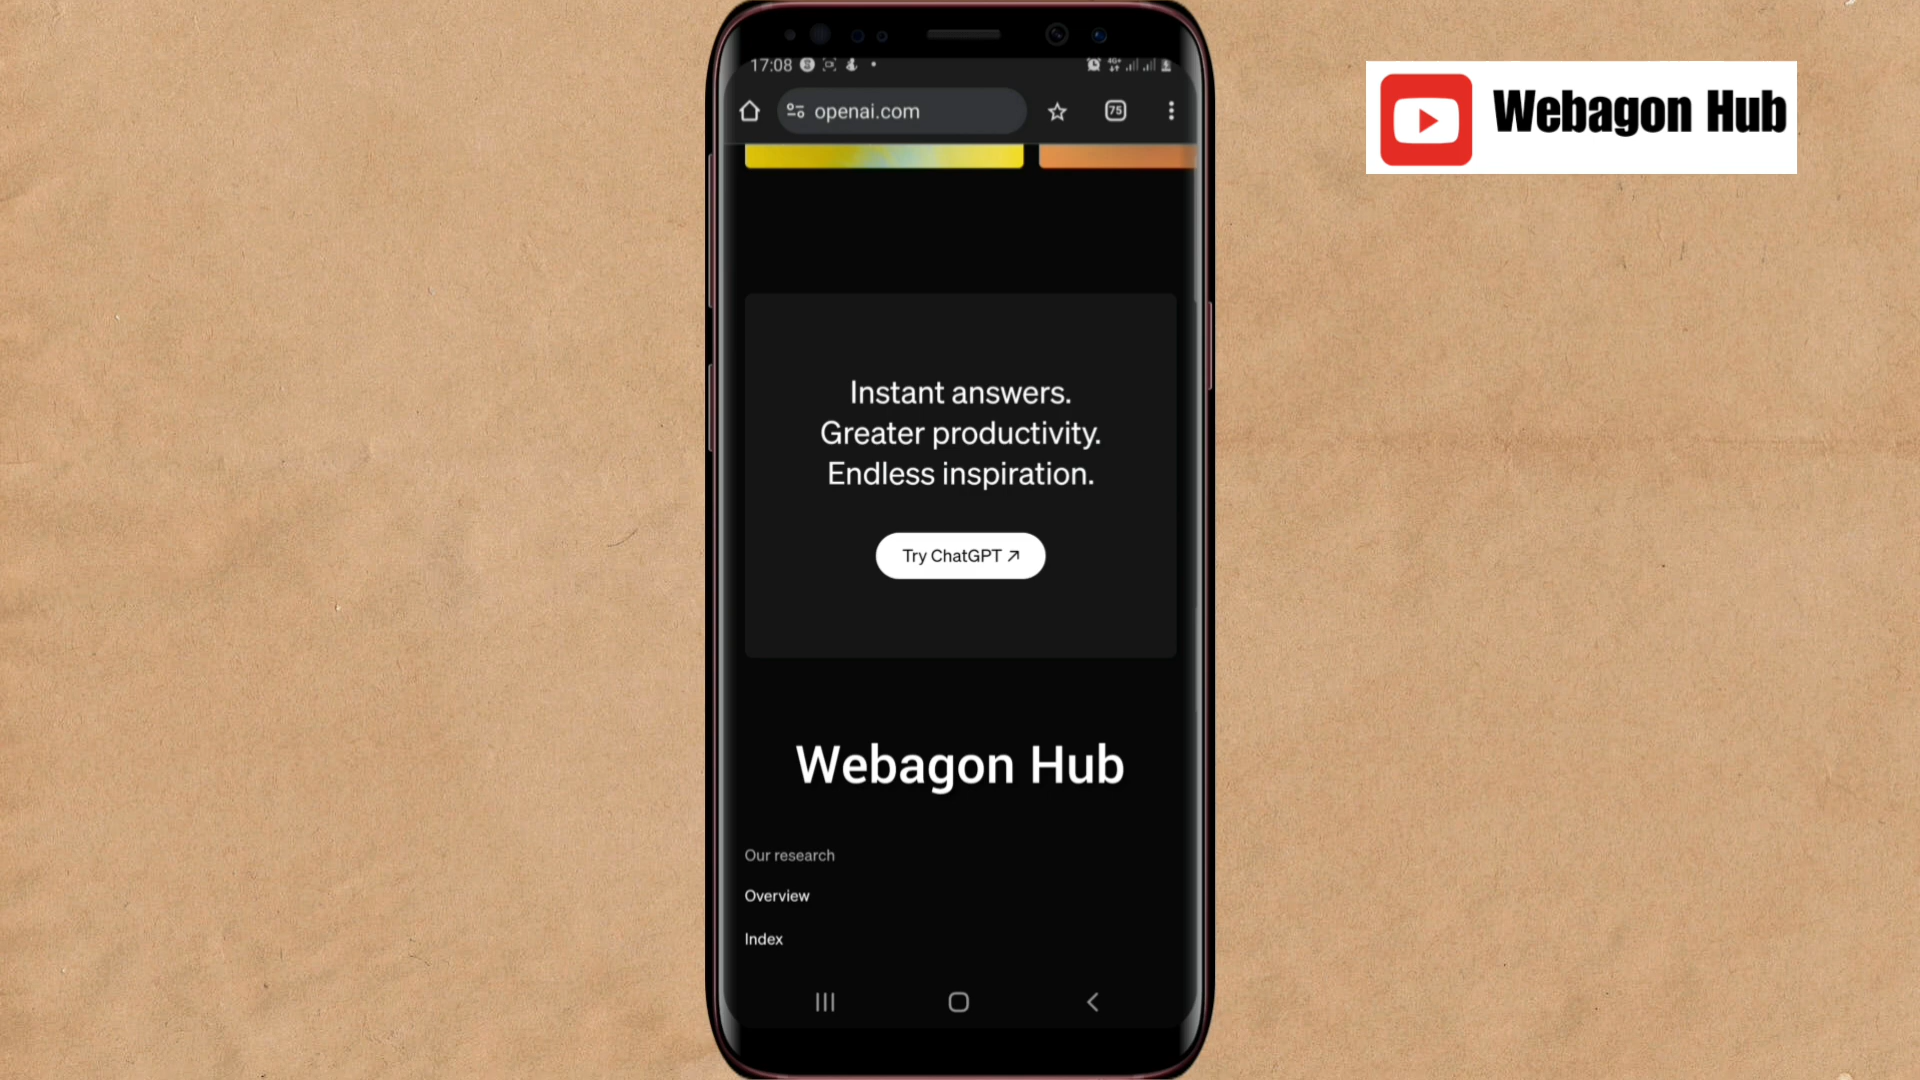 17:08
4G+
openai.com
75
Webagon Hub
Instant answers.
Greater productivity.
Endless inspiration.
Try ChatGPT ↗
Webagon Hub
Our research
Overview
Index